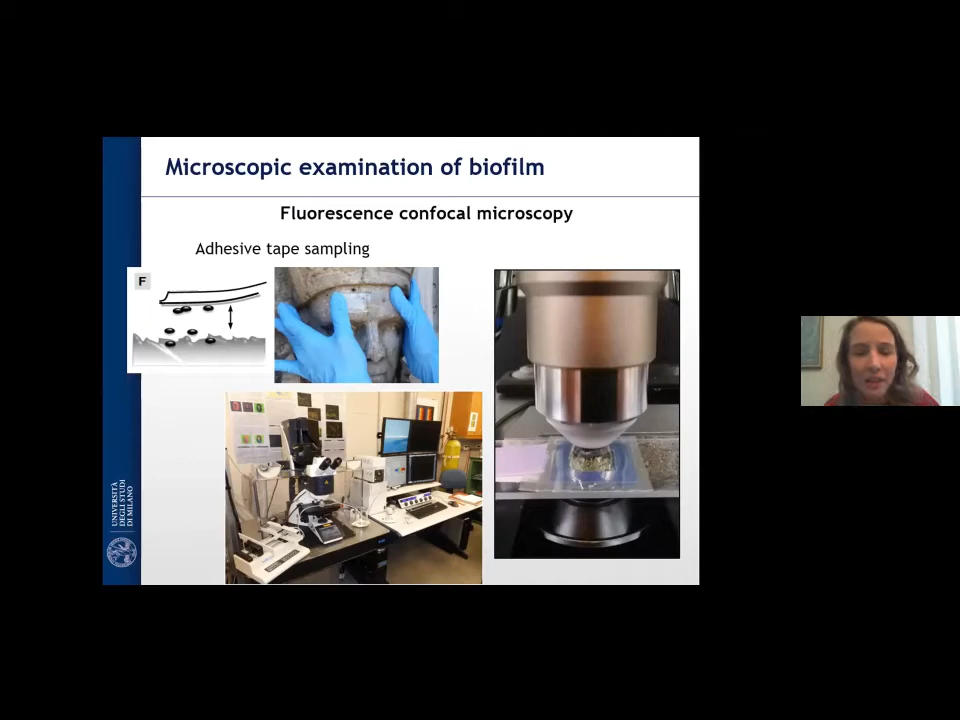 Microscopic examination of biofilm
Fluorescence confocal microscopy
Adhesive tape sampling
F
UNIVERSITÀ
DEGLI STUDI
DI MILANO